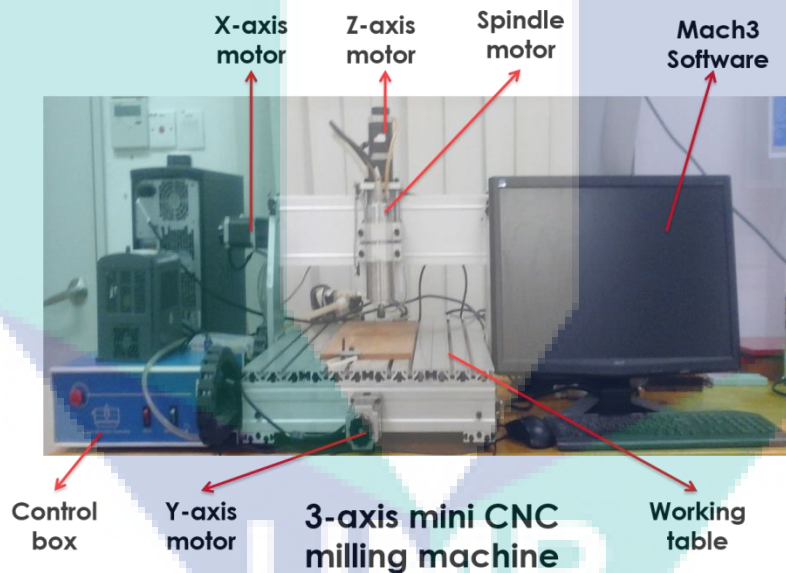 X-axis
motor
Z-axis
motor
Spindle
motor
Mach3
Software
Control
box
Y-axis
motor
3-axis mini CNC
milling machine
Working
table